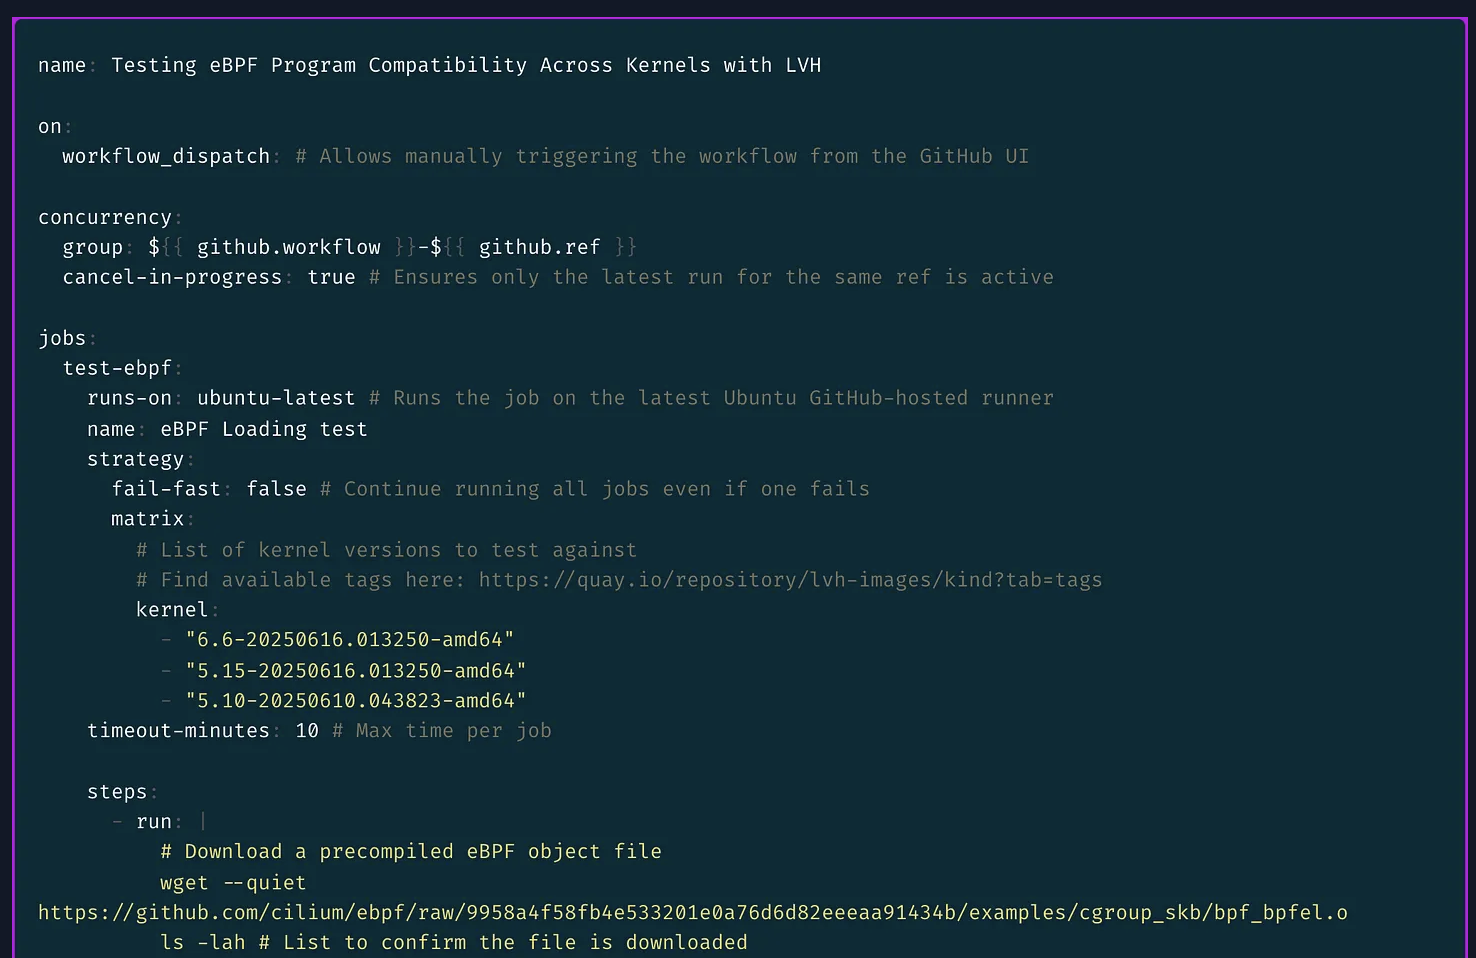 name: Testing eBPF Program Compatibility Across Kernels with LVH
on:
workflow_dispatch: # Allows manually triggering the workflow from the GitHub UI
concurrency:
group: ${{ github.workflow }}-${{ github.ref }}
cancel-in-progress: true # Ensures only the latest run for the same ref is active
jobs:
test-ebpf:
runs-on: ubuntu-latest # Runs the job on the latest Ubuntu GitHub-hosted runner
name: eBPF Loading test
strategy:
fail-fast: false # Continue running all jobs even if one fails
matrix:
# List of kernel versions to test against
# Find available tags here: https://quay.io/repository/lvh-images/kind?tab=tags
kernel:
- "6.6-20250616.013250-amd64"
- "5.15-20250616.013250-amd64"
- "5.10-20250610.043823-amd64"
timeout-minutes: 10 # Max time per job
steps:
- run: |
# Download a precompiled eBPF object file
wget --quiet
https://github.com/cilium/ebpf/raw/9958a4f58fb4e533201e0a76d6d82eeeaa91434b/examples/cgroup_skb/bpf_bpfel.o
ls -lah # List to confirm the file is downloaded